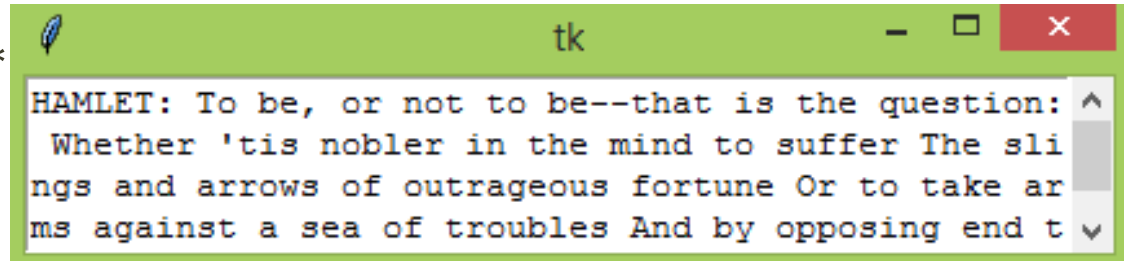 tk
HAMLET: To be, or not to be--that is the question:
Whether 'tis nobler in the mind to suffer The sli
ngs and arrows of outrageous fortune Or to take ar
ms against a sea of troubles And by opposing end t